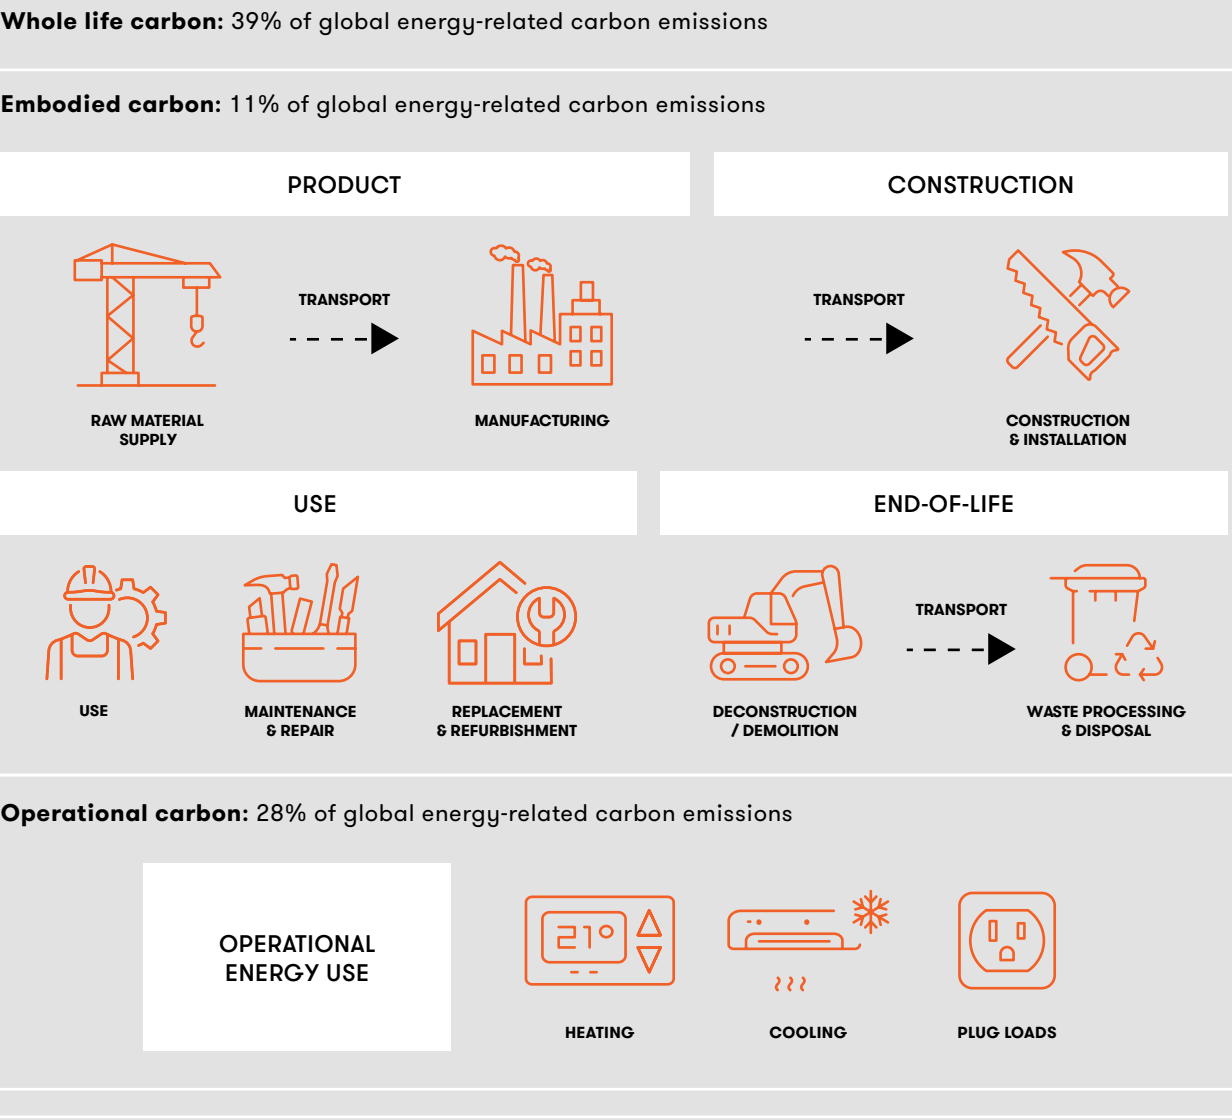 Whole life carbon: 39% of global energy-related carbon emissions
Embodied carbon: 11% of global energy-related carbon emissions
PRODUCT
CONSTRUCTION
TRANSPORT
TRANSPORT
RAW MATERIAL
SUPPLY
MANUFACTURING
CONSTRUCTION
& INSTALLATION
USE
END-OF-LIFE
TRANSPORT
USE
MAINTENANCE
& REPAIR
REPLACEMENT
& REFURBISHMENT
DECONSTRUCTION
/ DEMOLITION
WASTE PROCESSING
& DISPOSAL
Operational carbon: 28% of global energy-related carbon emissions
OPERATIONAL
ENERGY USE
21°
HEATING
COOLING
PLUG LOADS